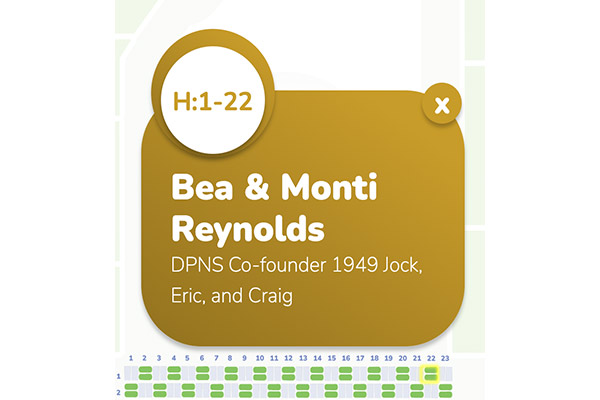 H:1-22
x
Bea & Monti
Reynolds
DPNS Co-founder 1949 Jock,
Eric, and Craig
1 2 3 4 5 6 7 8 9 10 11 12 13 14 15 16 17 18 19 20 21 22 23
1
2